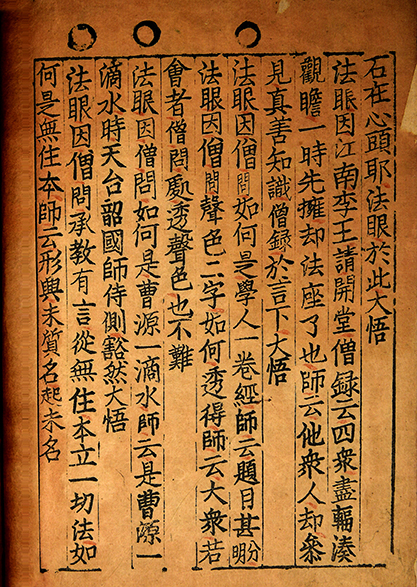 石在心頭耶法眼於此大悟
法眼因江南李王請開堂僧録云四衆盡輻湊
觀瞻一時先擁却法座了也師云他衆人却叅
見真善知識僧録於言下大悟
法眼因僧問如何是學人一卷經師云題目甚分明
法眼因僧問聲色二字如何透得師云大衆若
會者僧問處透聲色也不難
法眼因僧問如何是曹源一滴水師云是曹源一
滴水時天台韶國師侍側豁然大悟
法眼因僧問承教有言從無住本立一切法如
何是無住本師云形興未質名起未名